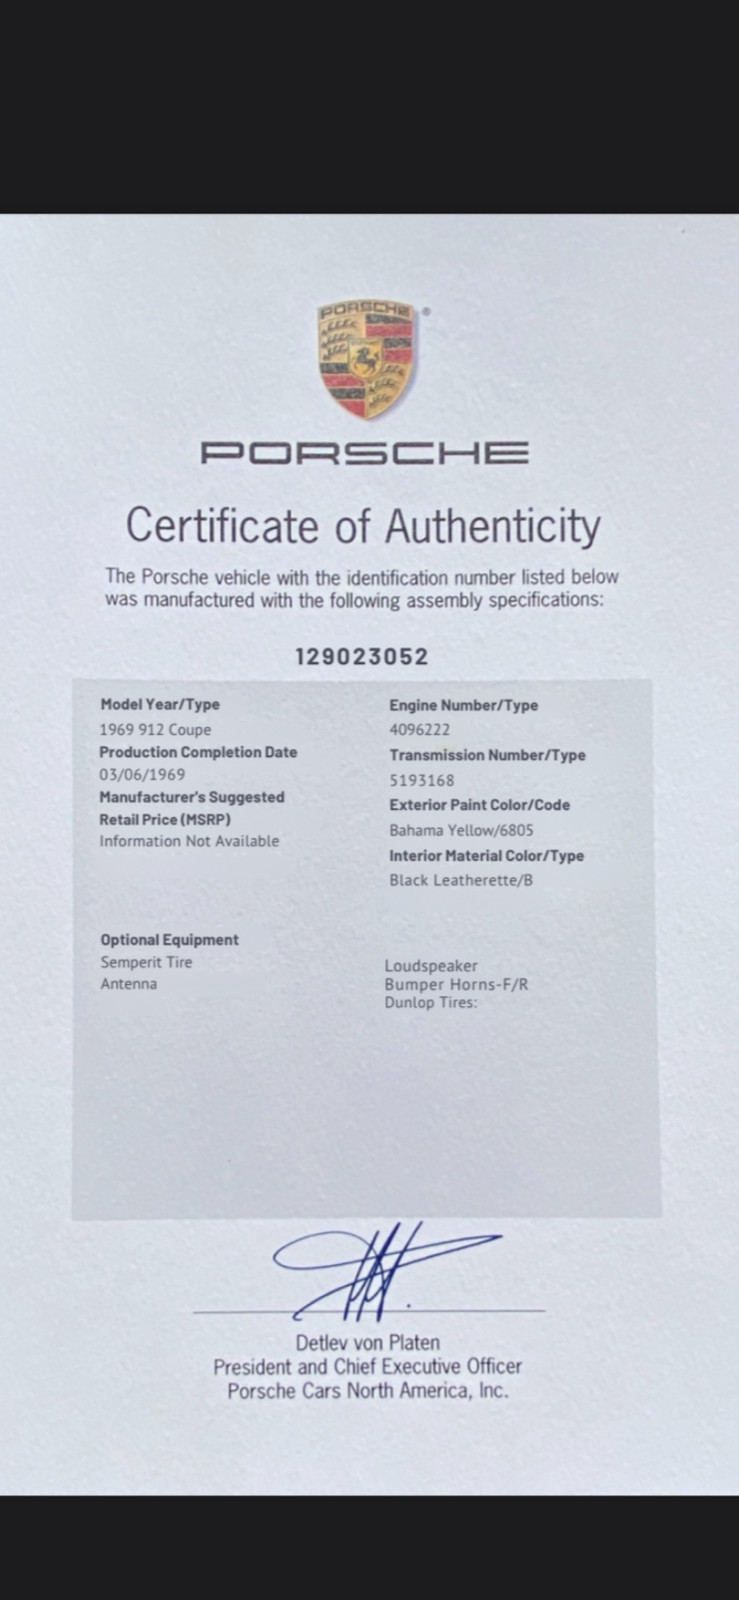 PORSCHE
PORSCHE
Certificate of Authenticity
The Porsche vehicle with the identification number listed below
was manufactured with the following assembly specifications:
129023052
Model Year/Type
1969 912 Coupe
Production Completion Date
03/06/1969
Manufacturer's Suggested
Retail Price (MSRP)
Information Not Available
Engine Number/Type
4096222
Transmission Number/Type
5193168
Exterior Paint Color/Code
Bahama Yellow/6805
Interior Material Color/Type
Black Leatherette/B
Optional Equipment
Semperit Tire
Antenna
Loudspeaker
Bumper Horns-F/R
Dunlop Tires:
Detlev von Platen
President and Chief Executive Officer
Porsche Cars North America, Inc.